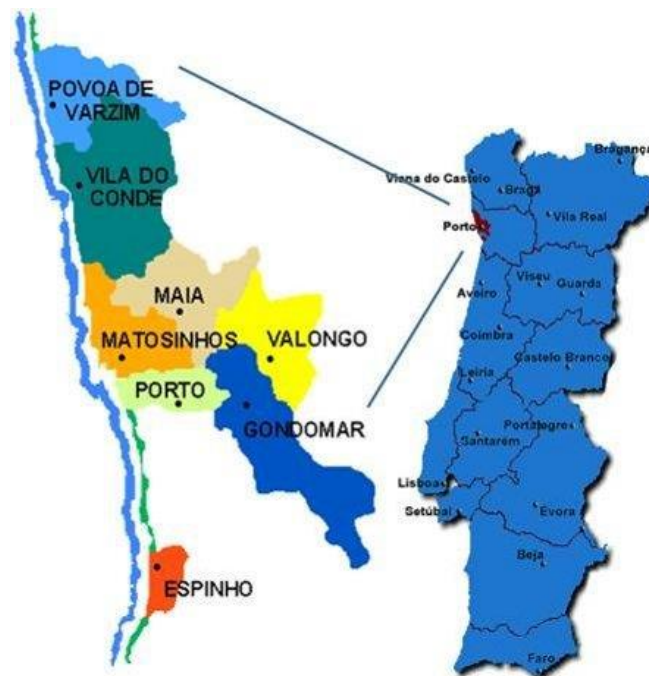 POVOA DE
VARZIM
VILA DO
CONDE
MAIA
MATOSINHOS
VALONGO
PORTO
GONDOMAR
ESPINHO
Bragança
Viana do Castelo
Braga
Vila Real
Porto
Viseu
Guarda
Aveiro
Coimbra
Castelo Branco
Leiria
Portalegre
Santarém
Lisboa
Setúbal
Évora
Beja
Faro